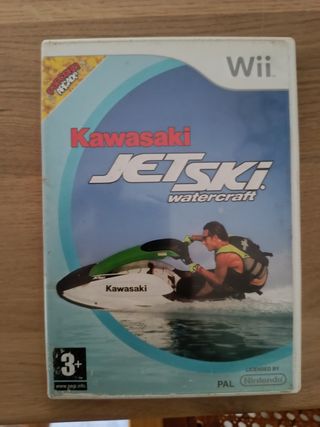 Wii
Kawasaki
JETSKI
watercraft
Kawasaki
3+
www.pegi.info
PAL
LICENSED BY
Nintendo